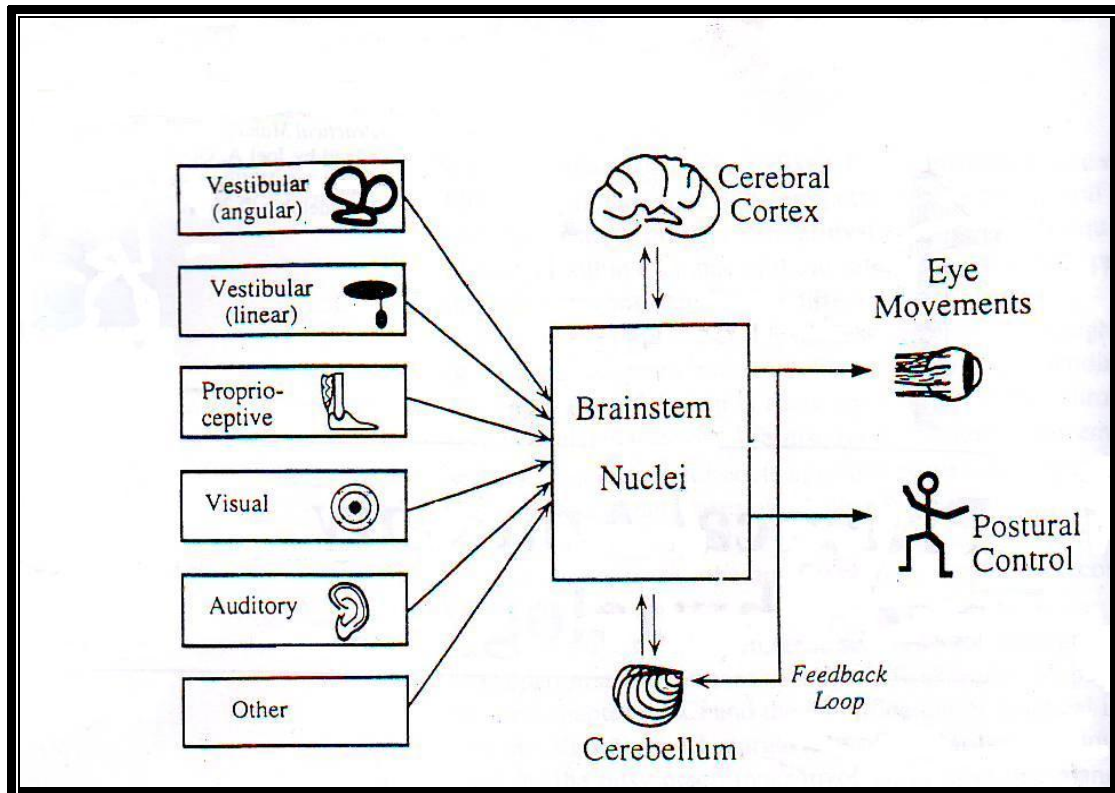 Vestibular
(angular)
Vestibular
(linear)
Proprio-
ceptive
Visual
Auditory
Other
Cerebral
Cortex
Brainstem
Nuclei
Cerebellum
Eye
Movements
Postural
Control
Feedback
Loop